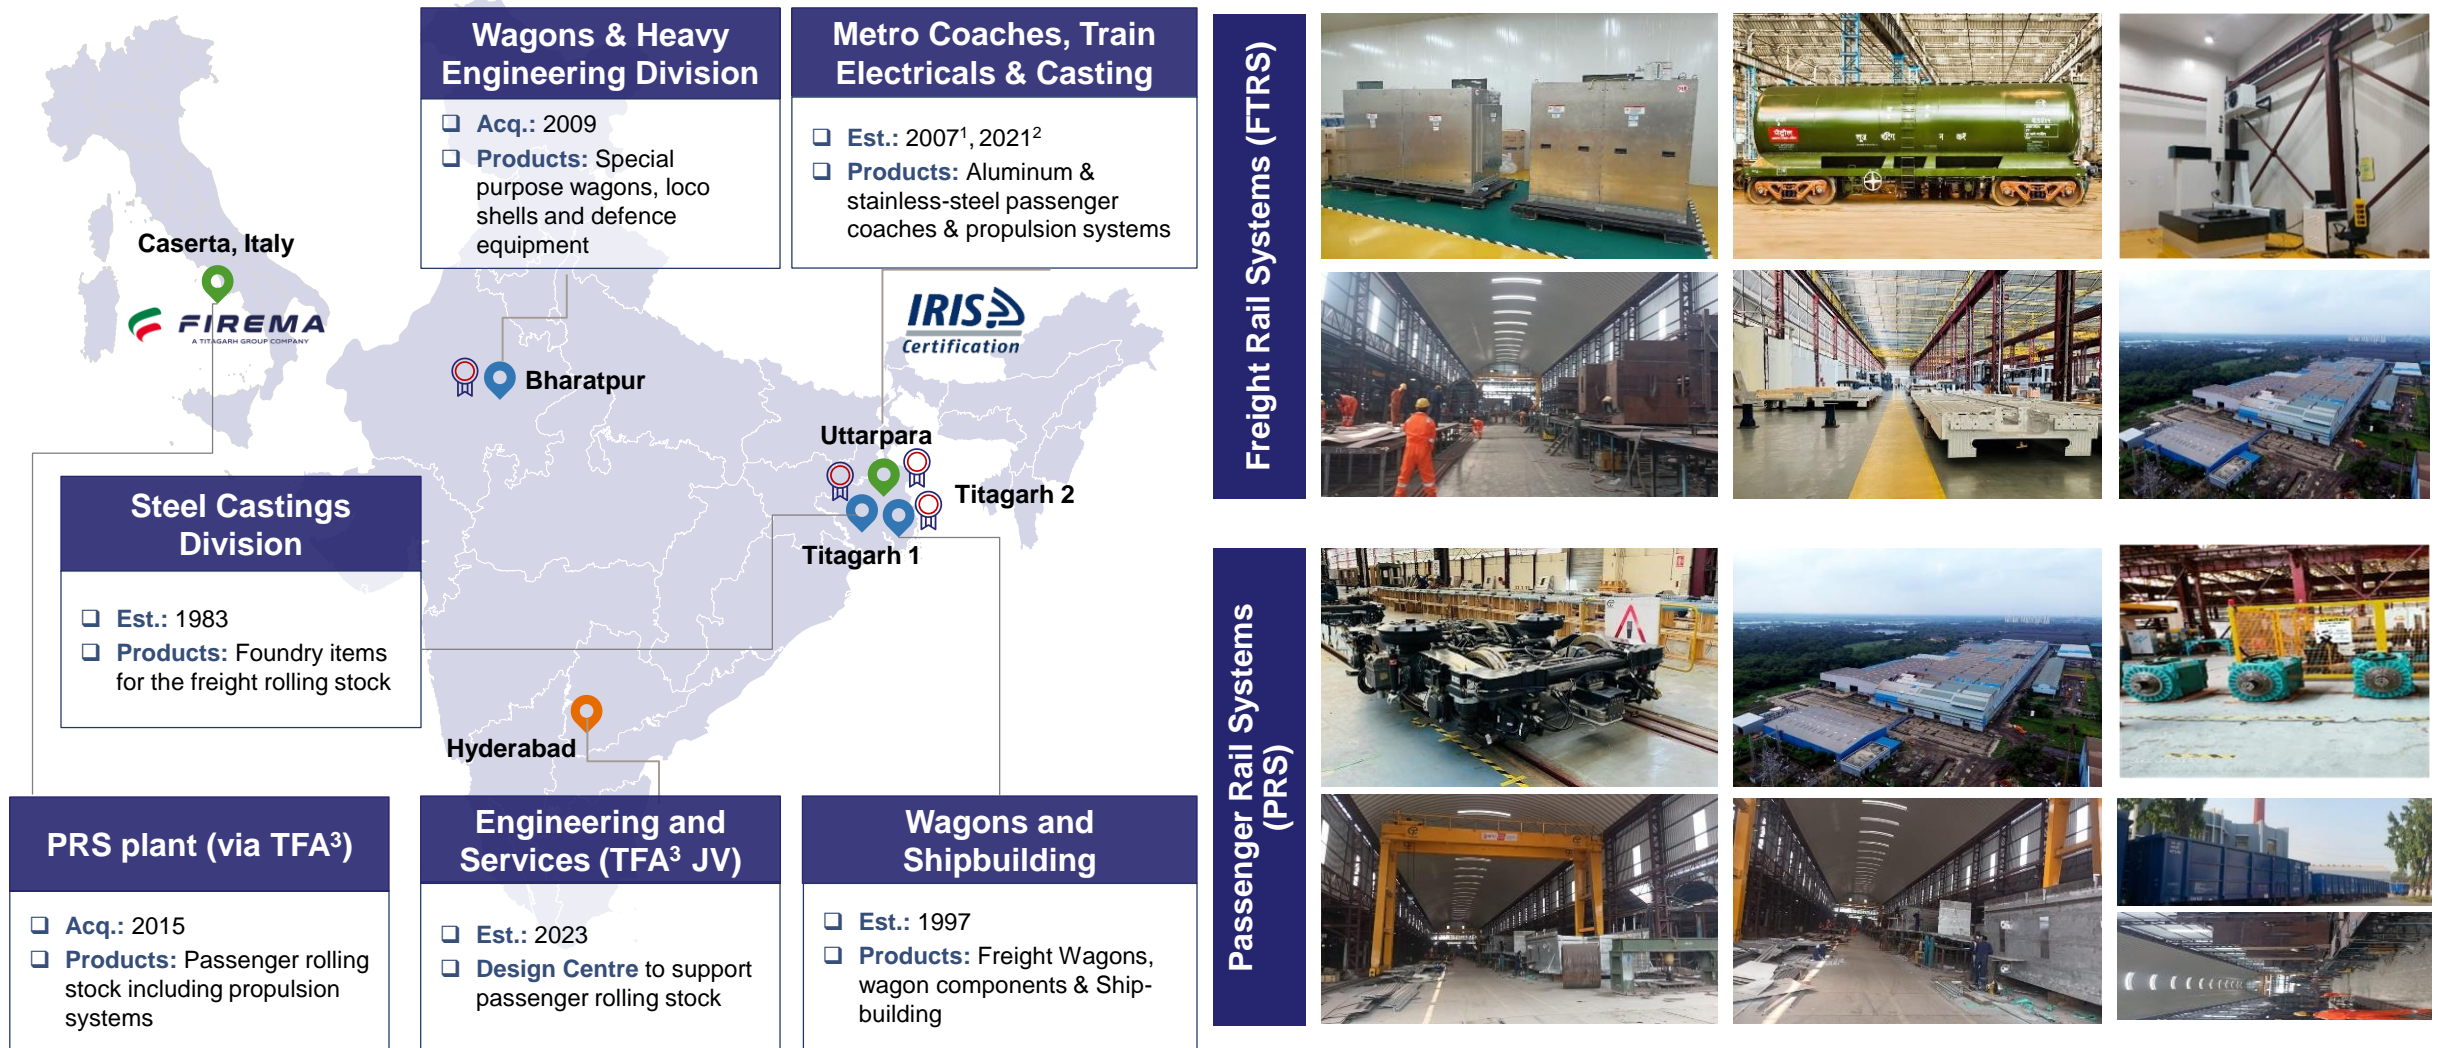 Wagons & Heavy
Engineering Division
Acq.: 2009
Products: Special
purpose wagons, loco
shells and defence
equipment
Metro Coaches, Train
Electricals & Casting
Est.: 2007¹, 2021²
Products: Aluminum &
stainless-steel passenger
coaches & propulsion systems
Caserta, Italy
FIREMA
A TITAGARH GROUP COMPANY
IRIS
Certification
Bharatpur
Uttarpara
Titagarh 2
Titagarh 1
Hyderabad
Steel Castings
Division
Est.: 1983
Products: Foundry items
for the freight rolling stock
PRS plant (via TFA³)
Acq.: 2015
Products: Passenger rolling
stock including propulsion
systems
Engineering and
Services (TFA³ JV)
Est.: 2023
Design Centre to support
passenger rolling stock
Wagons and
Shipbuilding
Est.: 1997
Products: Freight Wagons,
wagon components & Ship-
building
Freight Rail Systems (FTRS)
पेट्रोल
Passenger Rail Systems
(PRS)